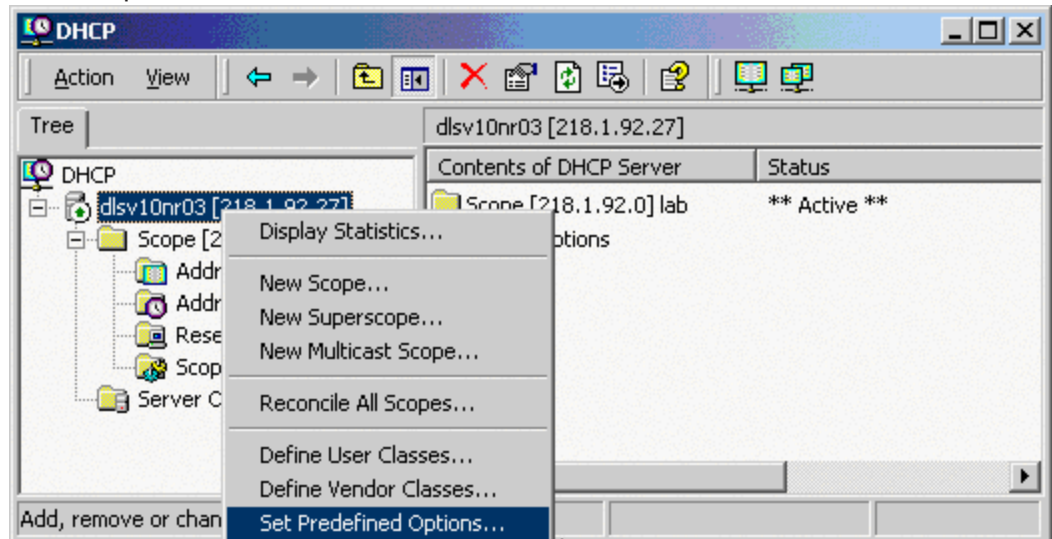 DHCP
Action View
Tree
dlsv10nr03 [218.1.92.27]
DHCP
Contents of DHCP Server Status
dlsv10nr03 [218.1.92.27]
Scope [218.1.92.0] lab ** Active **
Scope [2
Display Statistics...
ptions
Addr
New Scope...
Addr
New Superscope...
Rese
New Multicast Scope...
Scop
Server C
Reconcile All Scopes...
Define User Classes...
Define Vendor Classes...
Add, remove or chan
Set Predefined Options...